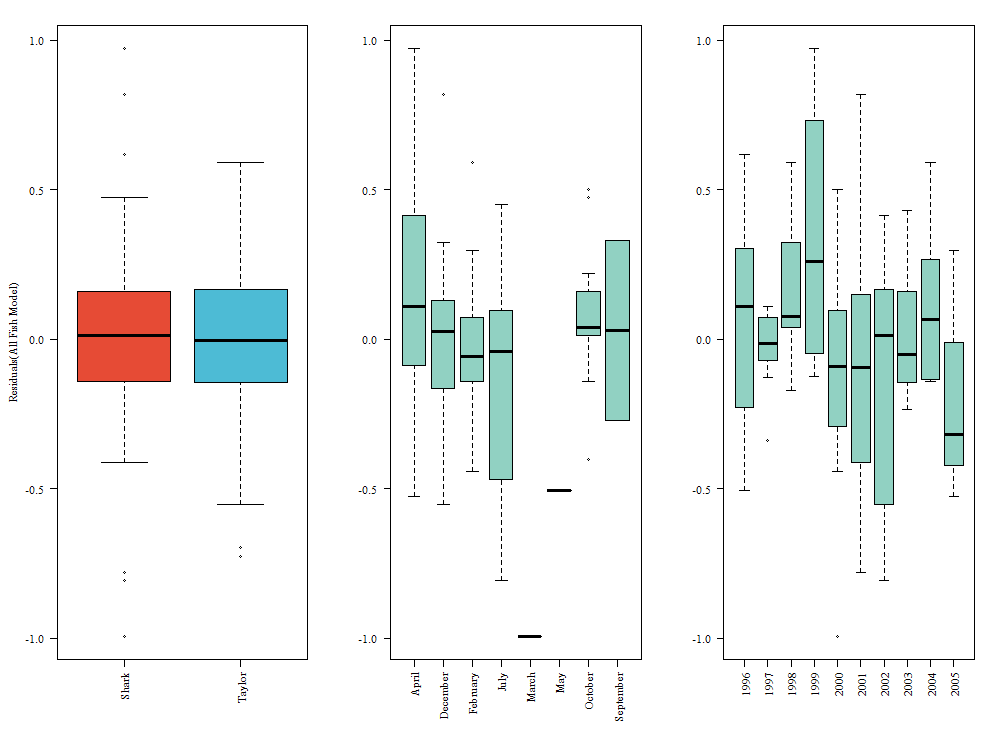 Residuals(All Fish Model)
1.0
0.5
0.0
-0.5
-1.0
Shark
Taylor
1.0
0.5
0.0
-0.5
-1.0
April
December
February
July
March
May
October
September
1.0
0.5
0.0
-0.5
-1.0
1996
1997
1998
1999
2000
2001
2002
2003
2004
2005